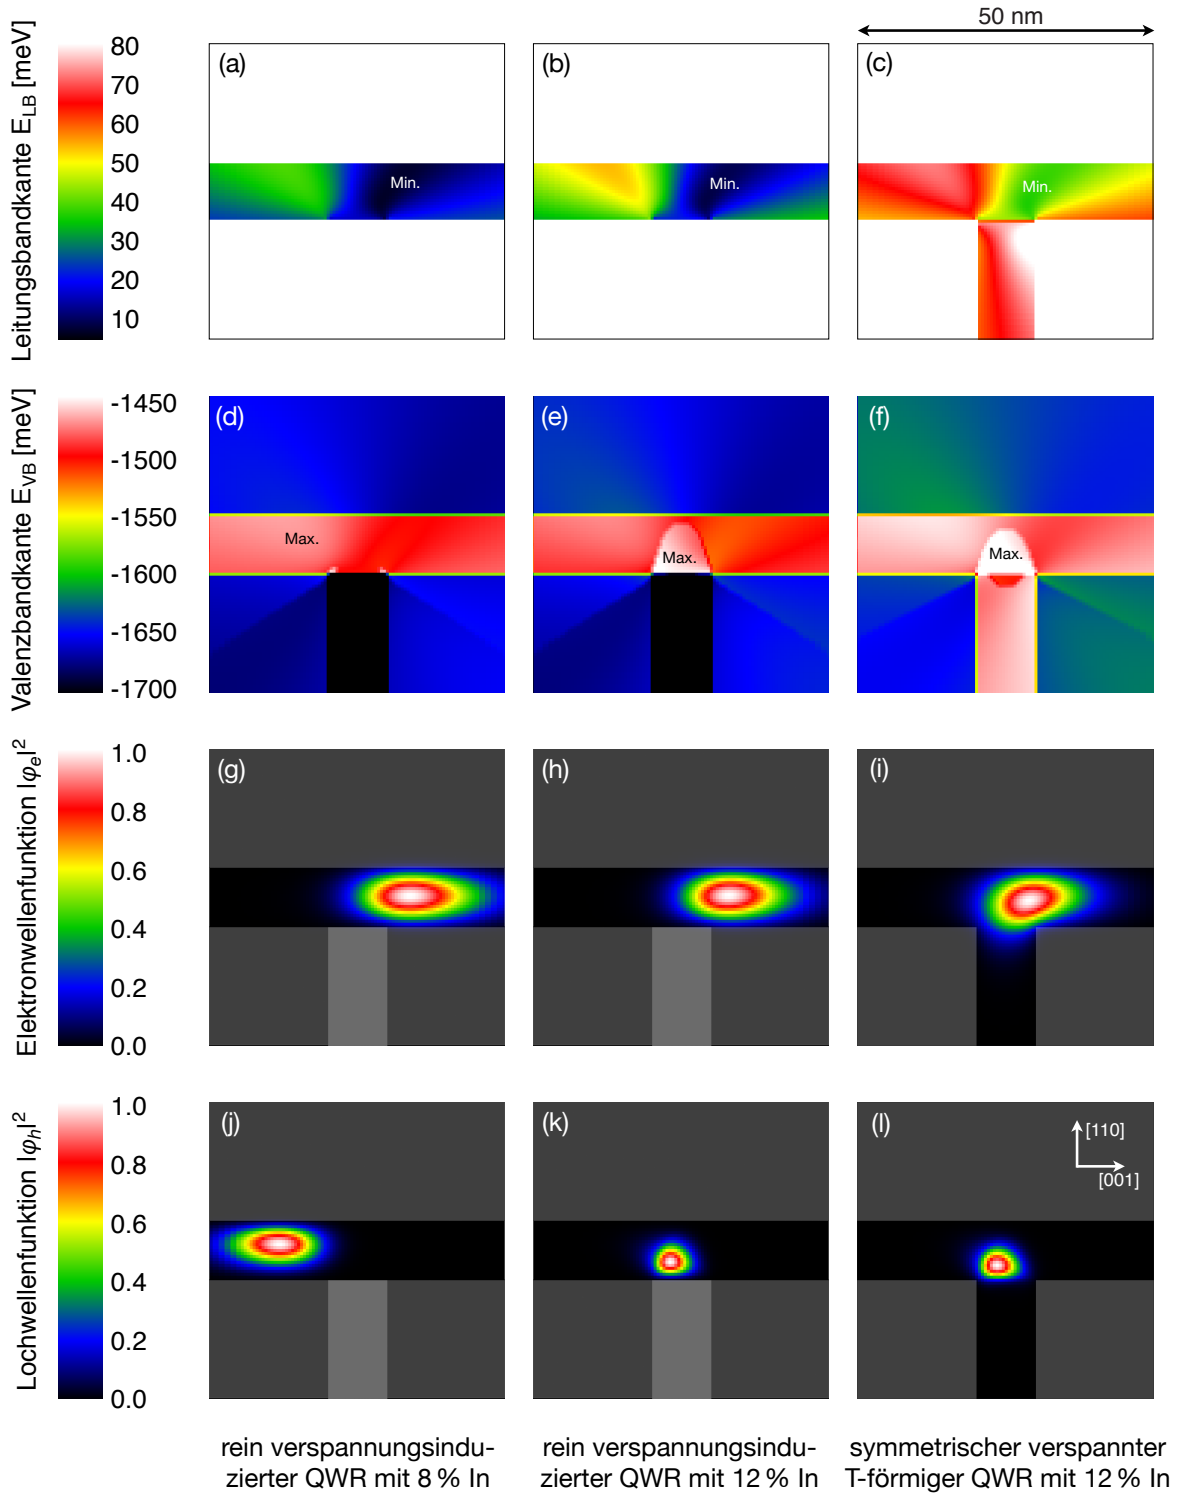 50 nm
Leitungsbandkante E_LB [meV]
80
70
60
50
40
30
20
10
(a)
Min.
(b)
Min.
(c)
Min.
Valenzbandkante E_VB [meV]
-1450
-1500
-1550
-1600
-1650
-1700
(d)
Max.
(e)
Max.
(f)
Max.
Elektronwellenfunktion |φ_e|²
1.0
0.8
0.6
0.4
0.2
0.0
(g)
(h)
(i)
Lochwellenfunktion |φ_h|²
1.0
0.8
0.6
0.4
0.2
0.0
(j)
(k)
(l)
[110]
[001]
rein verspannungsindu-
zierter QWR mit 8 % In
rein verspannungsindu-
zierter QWR mit 12 % In
symmetrischer verspannter
T-förmiger QWR mit 12 % In